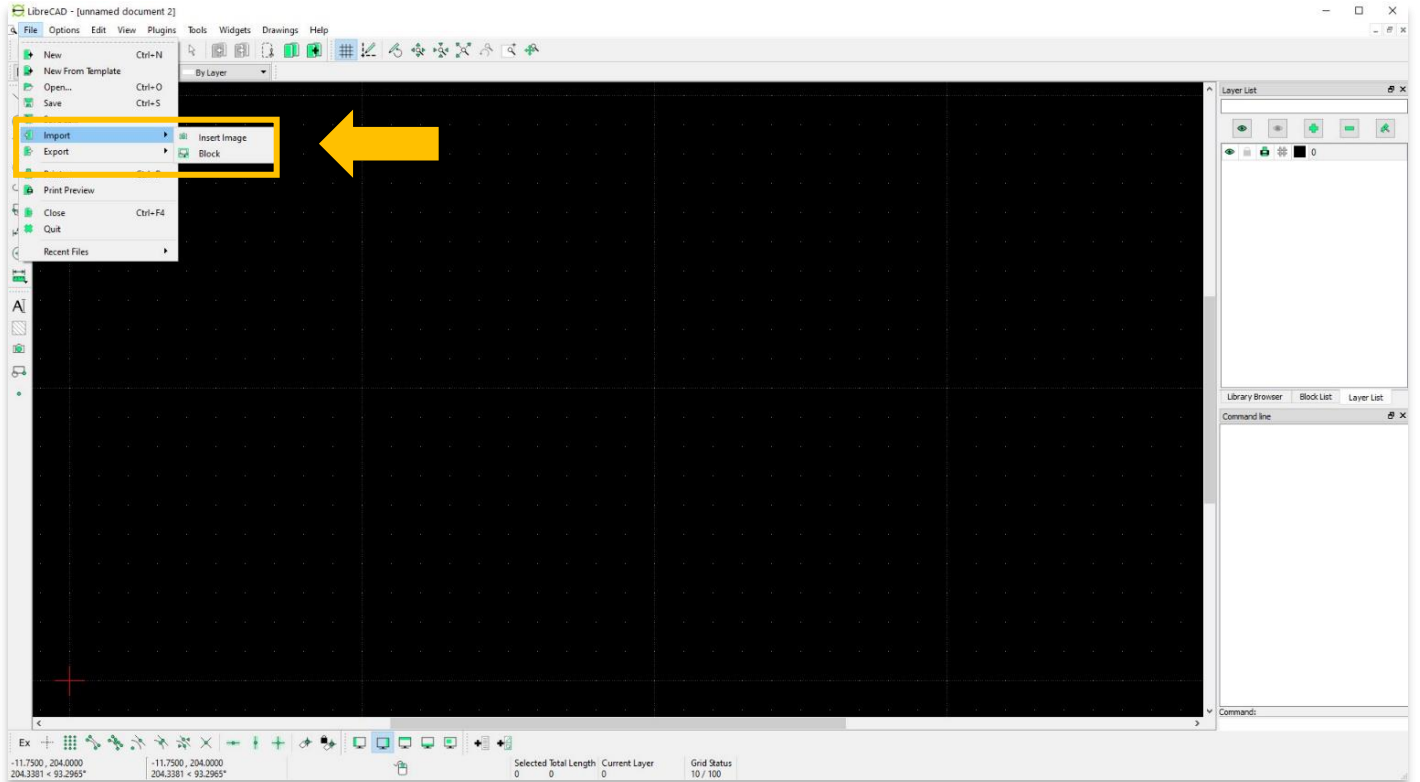 LibreCAD - [unnamed document 2]
File Options Edit View Plugins Tools Widgets Drawings Help
New Ctrl+N
New From Template
By Layer
Open... Ctrl+O
Save Ctrl+S
Import
Insert Image
Export
Block
Print Preview
Close Ctrl+F4
Quit
Recent Files
A
Layer List
0
Library Browser Block List Layer List
Command line
Command:
Ex
-11.7500 , 204.0000 -11.7500 , 204.0000 Selected Total Length Current Layer Grid Status
204.3381 < 93.2965° 204.3381 < 93.2965° 0 0 0 10 / 100